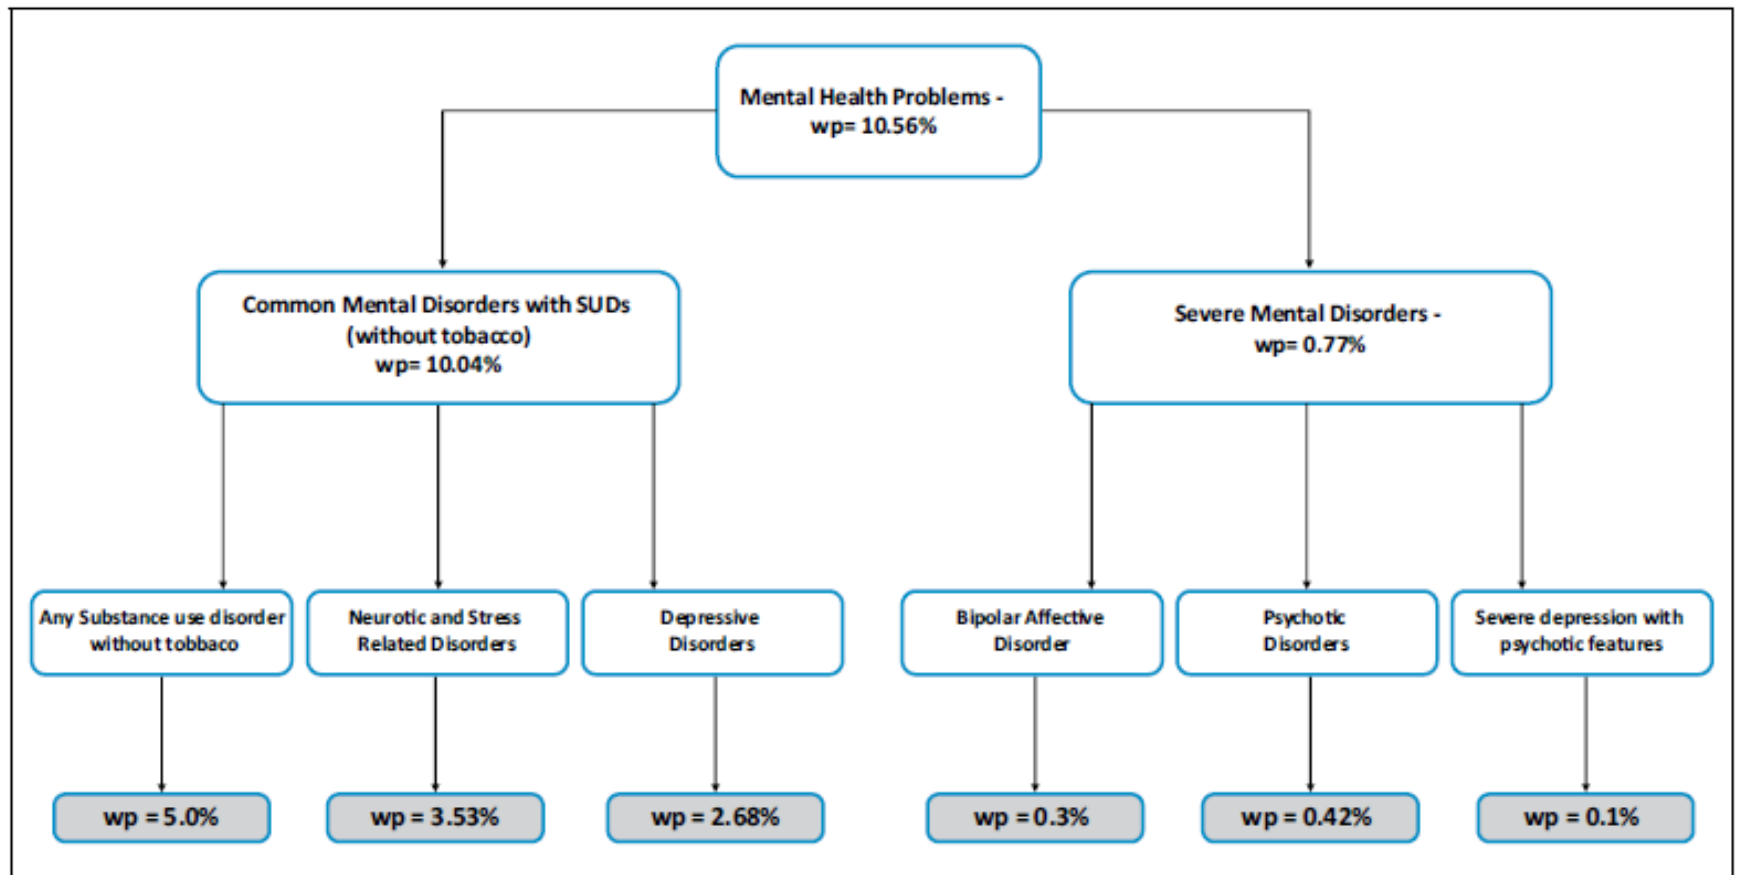 Mental Health Problems -
wp= 10.56%
Common Mental Disorders with SUDs
(without tobacco)
wp= 10.04%
Severe Mental Disorders -
wp= 0.77%
Any Substance use disorder
without tobbaco
Neurotic and Stress
Related Disorders
Depressive
Disorders
Bipolar Affective
Disorder
Psychotic
Disorders
Severe depression with
psychotic features
wp = 5.0%
wp = 3.53%
wp = 2.68%
wp = 0.3%
wp = 0.42%
wp = 0.1%